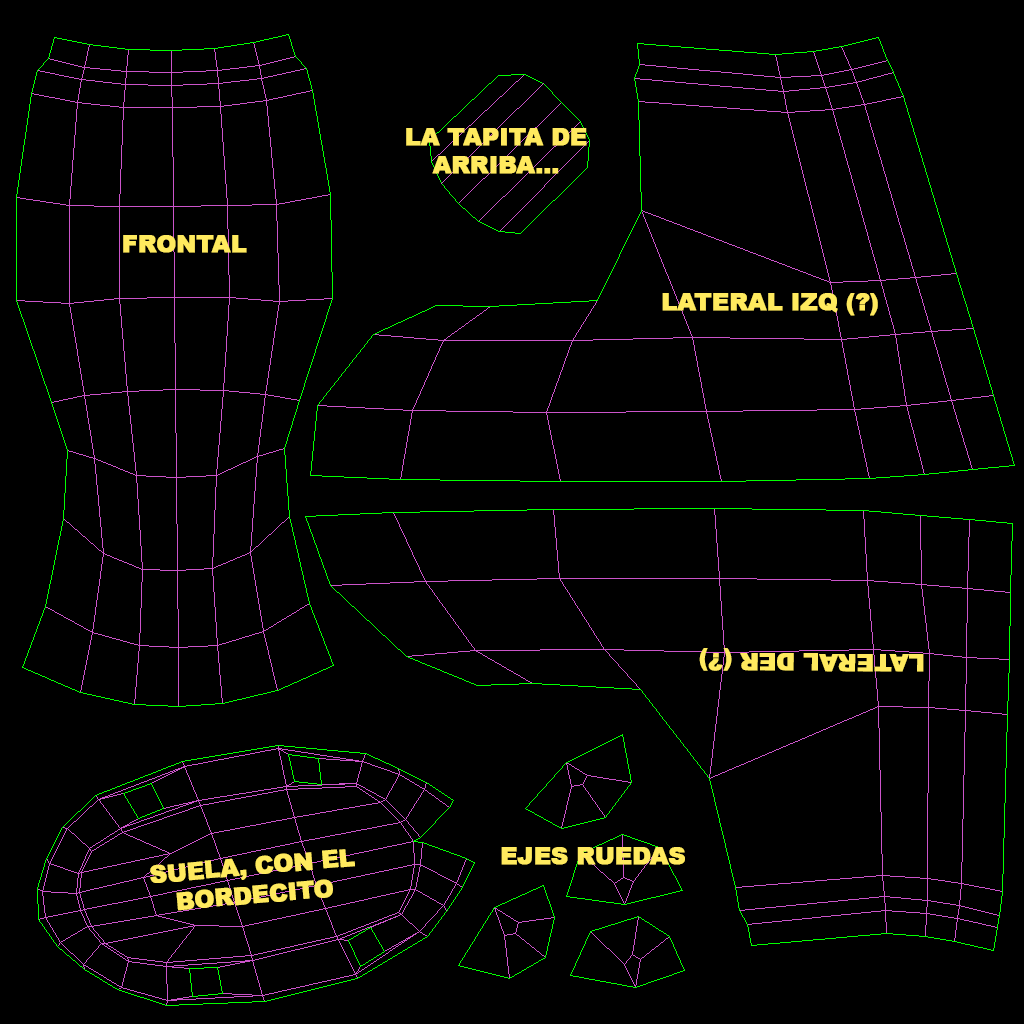 LA TAPITA DE
ARRIBA...
FRONTAL
LATERAL IZQ (?)
LATERAL DER (?)
SUELA, CON EL
BORDECITO
EJES RUEDAS